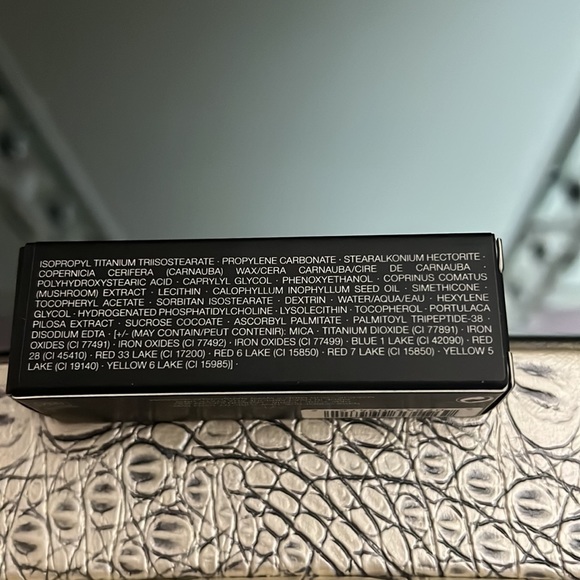 ISOPROPYL TITANIUM TRIISOSTEARATE · PROPYLENE CARBONATE · STEARALKONIUM HECTORITE ·
COPERNICIA CERIFERA (CARNAUBA) WAX/CERA CARNAUBA/CIRE DE CARNAUBA ·
POLYHYDROXYSTEARIC ACID · CAPRYLYL GLYCOL · PHENOXYETHANOL · COPRINUS COMATUS
(MUSHROOM) EXTRACT · LECITHIN · CALOPHYLLUM INOPHYLLUM SEED OIL · SIMETHICONE ·
TOCOPHERYL ACETATE · SORBITAN ISOSTEARATE · DEXTRIN · WATER/AQUA/EAU · HEXYLENE
GLYCOL · HYDROGENATED PHOSPHATIDYLCHOLINE · LYSOLECITHIN · TOCOPHEROL · PORTULACA
PILOSA EXTRACT · SUCROSE COCOATE · ASCORBYL PALMITATE · PALMITOYL TRIPEPTIDE-38 ·
DISODIUM EDTA · [+/- (MAY CONTAIN/PEUT CONTENIR): MICA · TITANIUM DIOXIDE (CI 77891) · IRON
OXIDES (CI 77491) · IRON OXIDES (CI 77492) · IRON OXIDES (CI 77499) · BLUE 1 LAKE (CI 42090) · RED
28 (CI 45410) · RED 33 LAKE (CI 17200) · RED 6 LAKE (CI 15850) · RED 7 LAKE (CI 15850) · YELLOW 5
LAKE (CI 19140) · YELLOW 6 LAKE (CI 15985)] ·